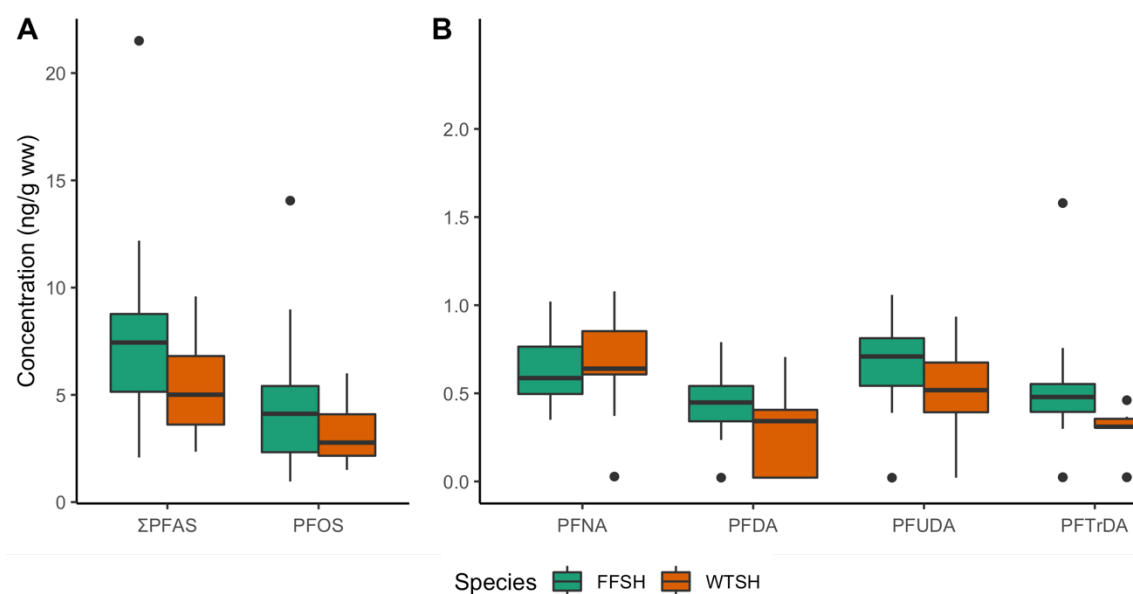 A
B
Concentration (ng/g ww)
20
15
10
5
0
2.0
1.5
1.0
0.5
0.0
ΣPFAS PFOS
PFNA PFDA PFUDA PFTrDA
Species FFSH WTSH